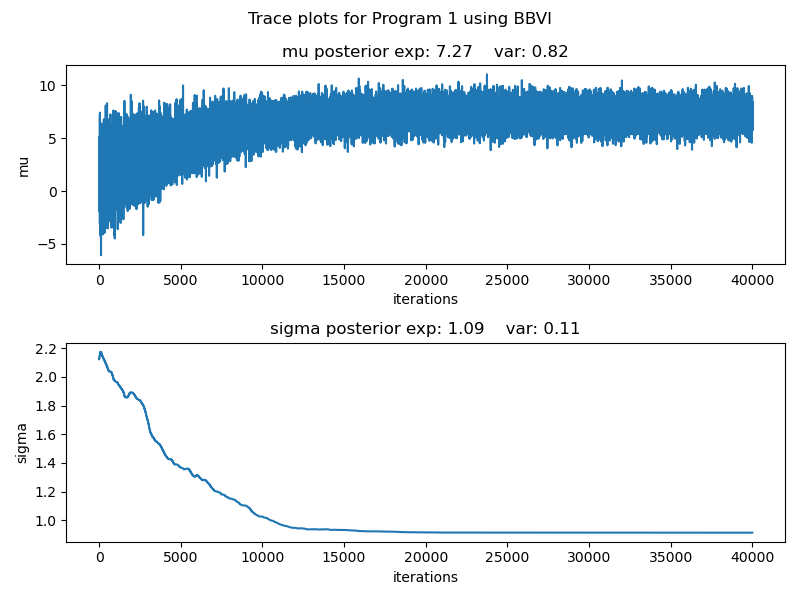 Trace plots for Program 1 using BBVI
mu posterior exp: 7.27    var: 0.82
10
5
0
−5
mu
0 5000 10000 15000 20000 25000 30000 35000 40000
iterations
sigma posterior exp: 1.09    var: 0.11
2.2
2.0
1.8
1.6
1.4
1.2
1.0
sigma
0 5000 10000 15000 20000 25000 30000 35000 40000
iterations